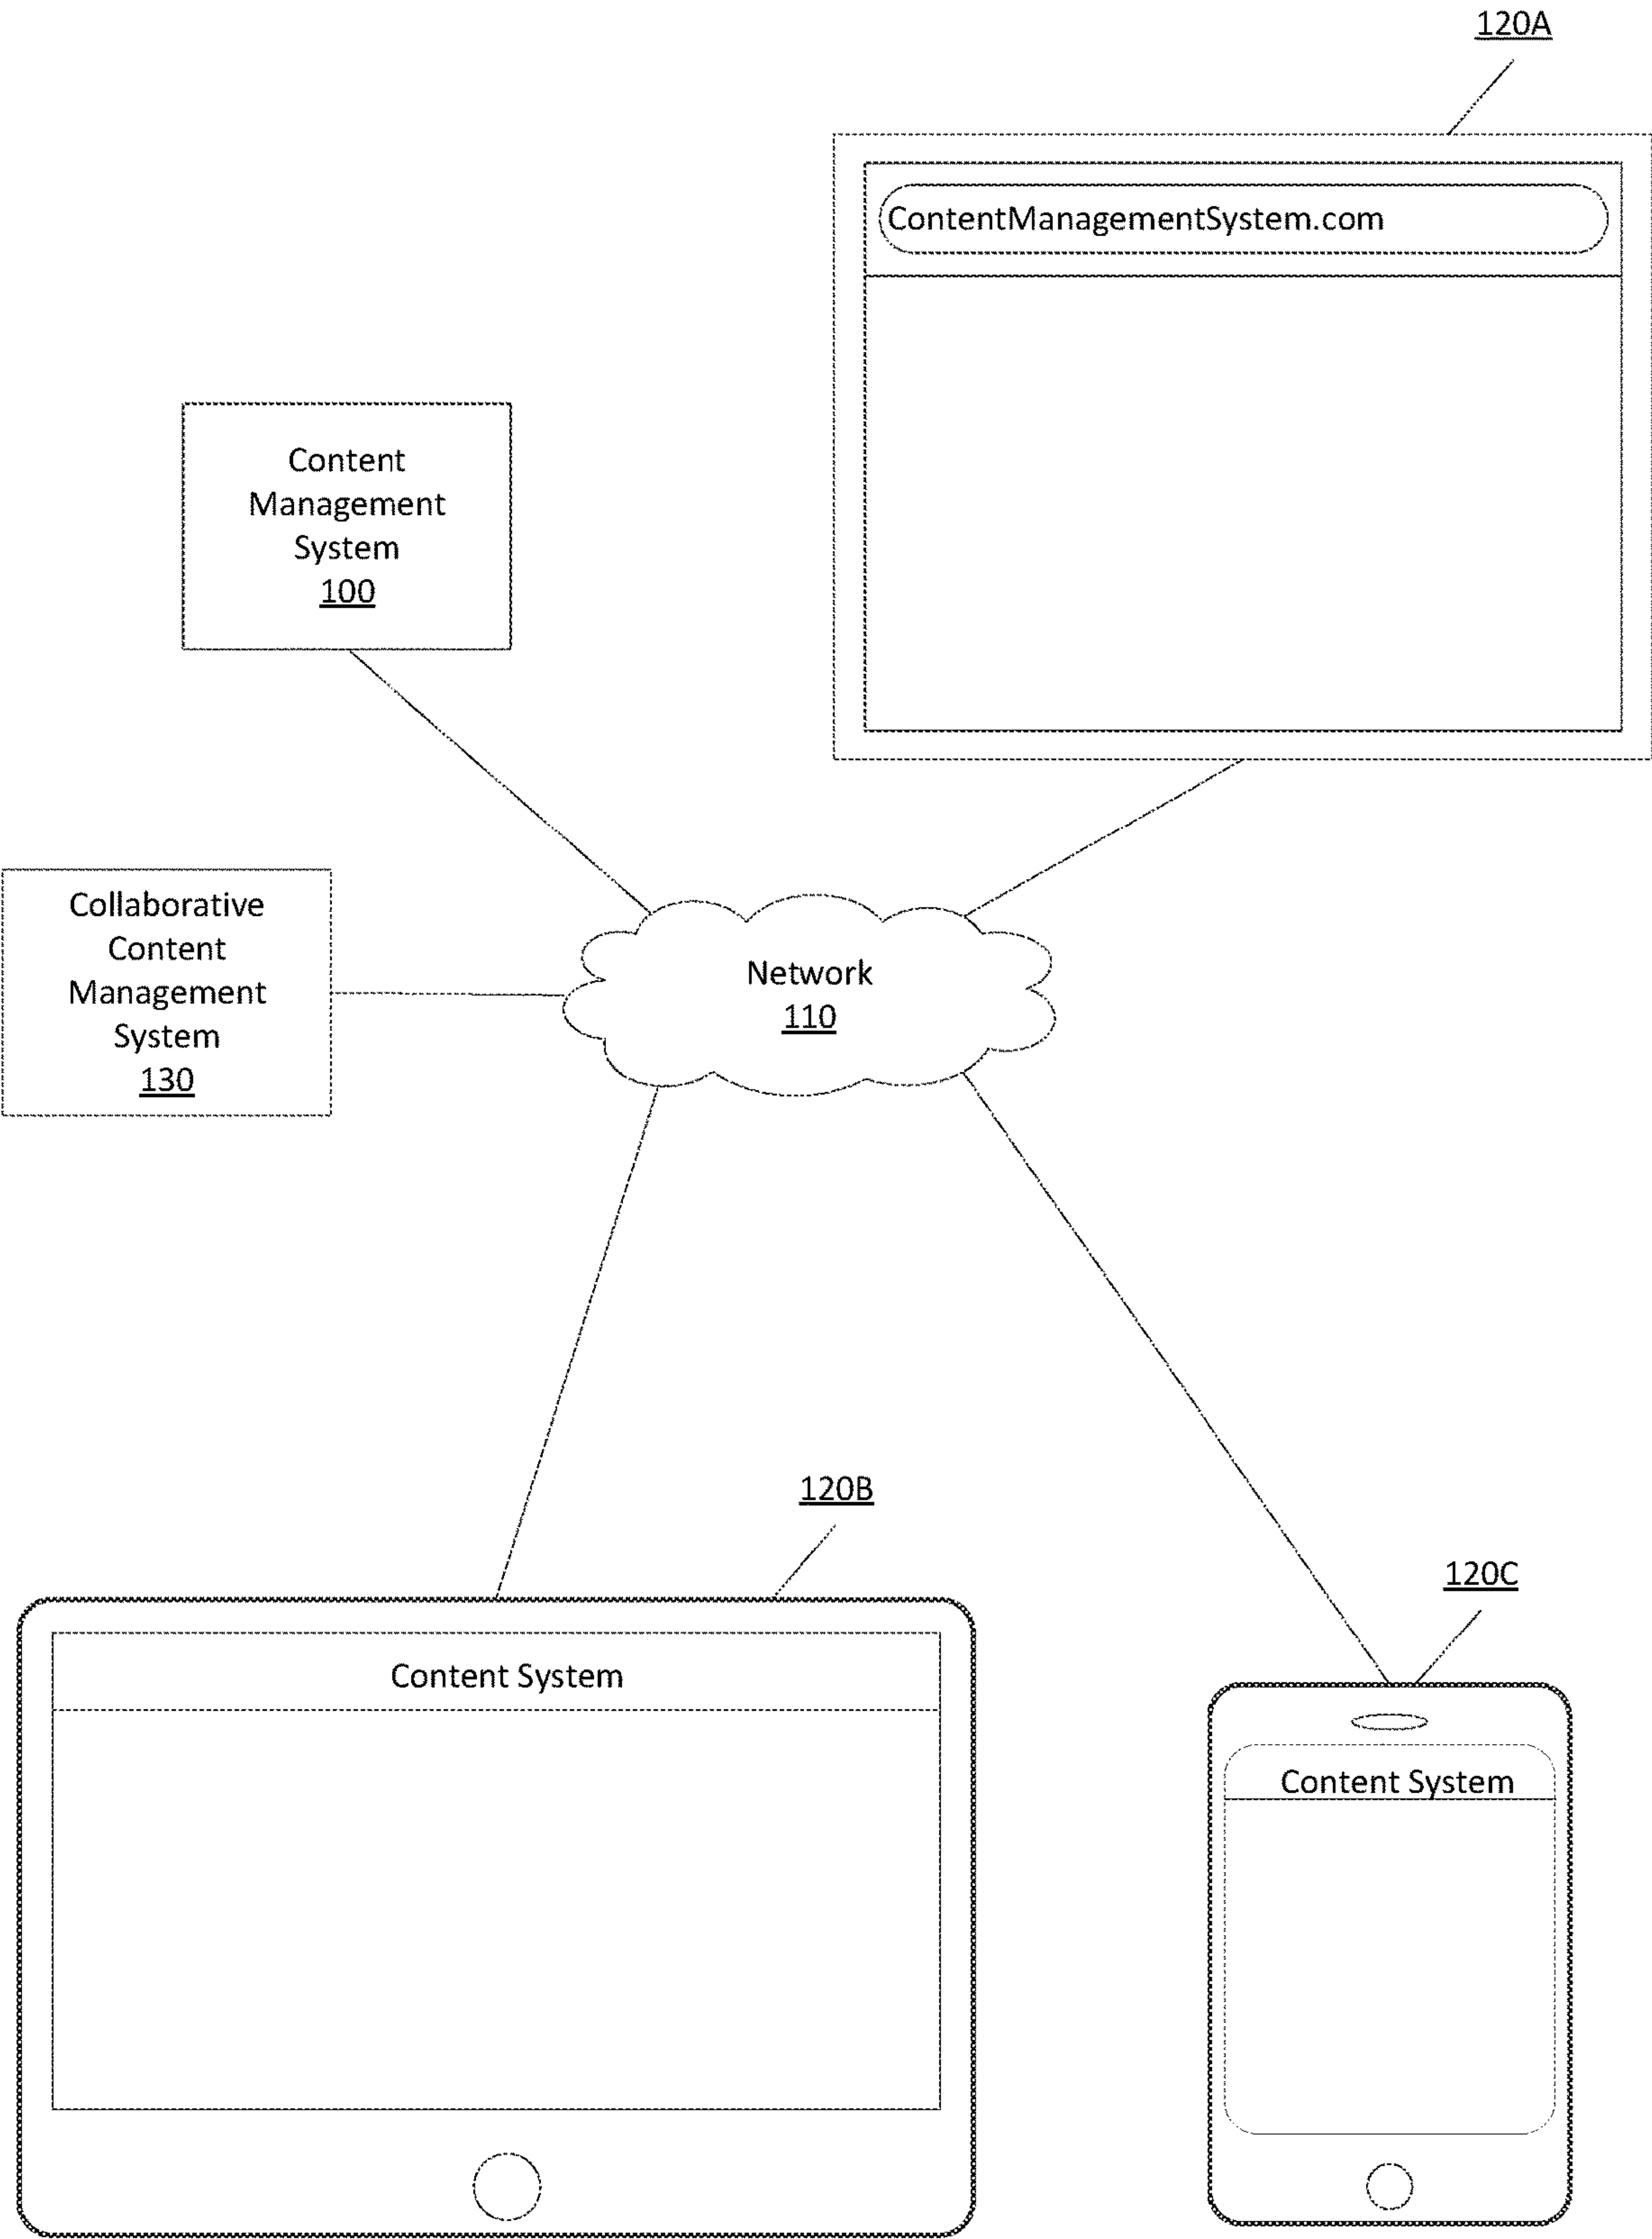 120A
ContentManagementSystem.com
Content
Management
System
100
Collaborative
Content
Management
System
130
Network
110
120B
120C
Content System
Content System